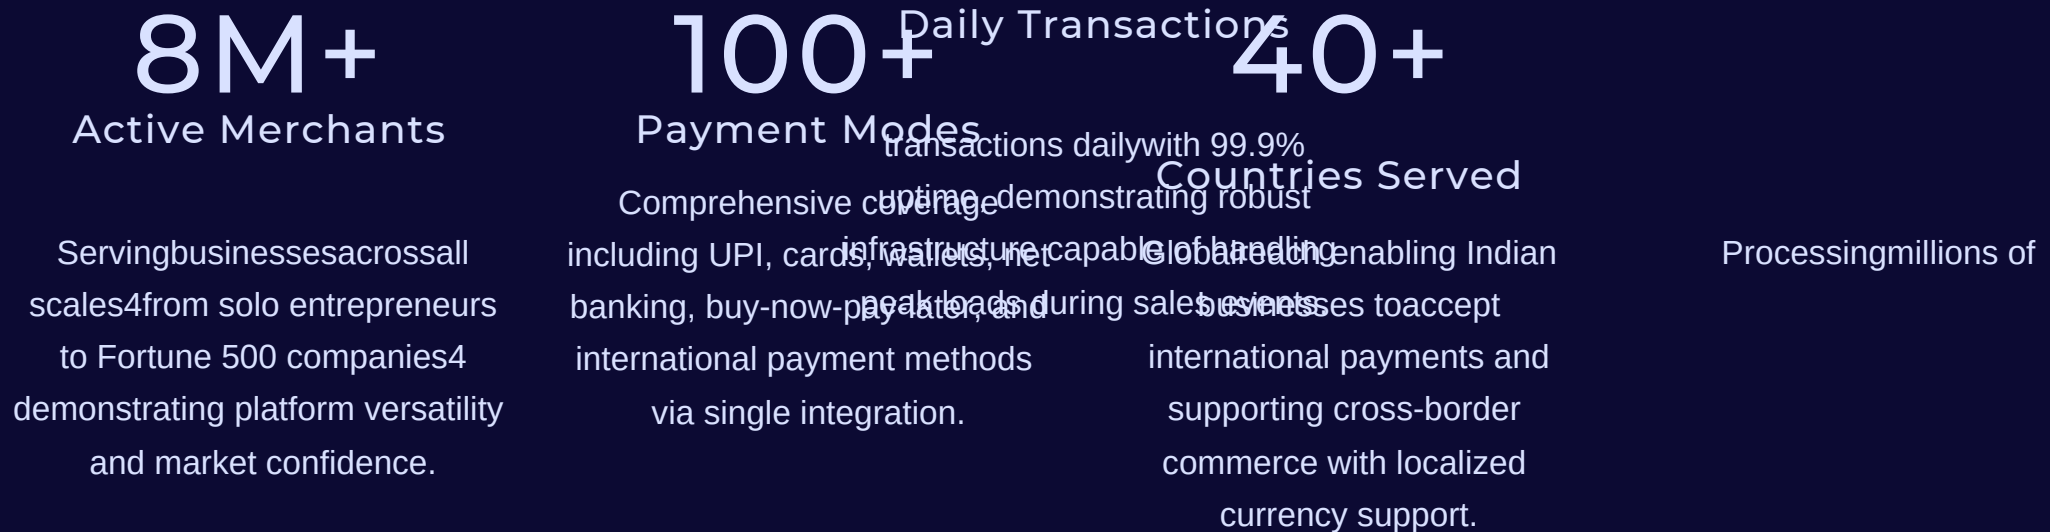 8M+
Active Merchants
Servingbusinessesacrossall
scales4from solo entrepreneurs
to Fortune 500 companies4
demonstrating platform versatility
and market confidence.
100+
Payment Modes
Comprehensive coverage
including UPI, cards, wallets, net
banking, buy-now-pay-later, and
international payment methods
via single integration.
40+
Countries Served
Globalreach enabling Indian
businesses toaccept
international payments and
supporting cross-border
commerce with localized
currency support.
Daily Transactions
Processingmillions of
transactions dailywith 99.9%
uptime, demonstrating robust
infrastructure capable of handling
peak loads during sales events.